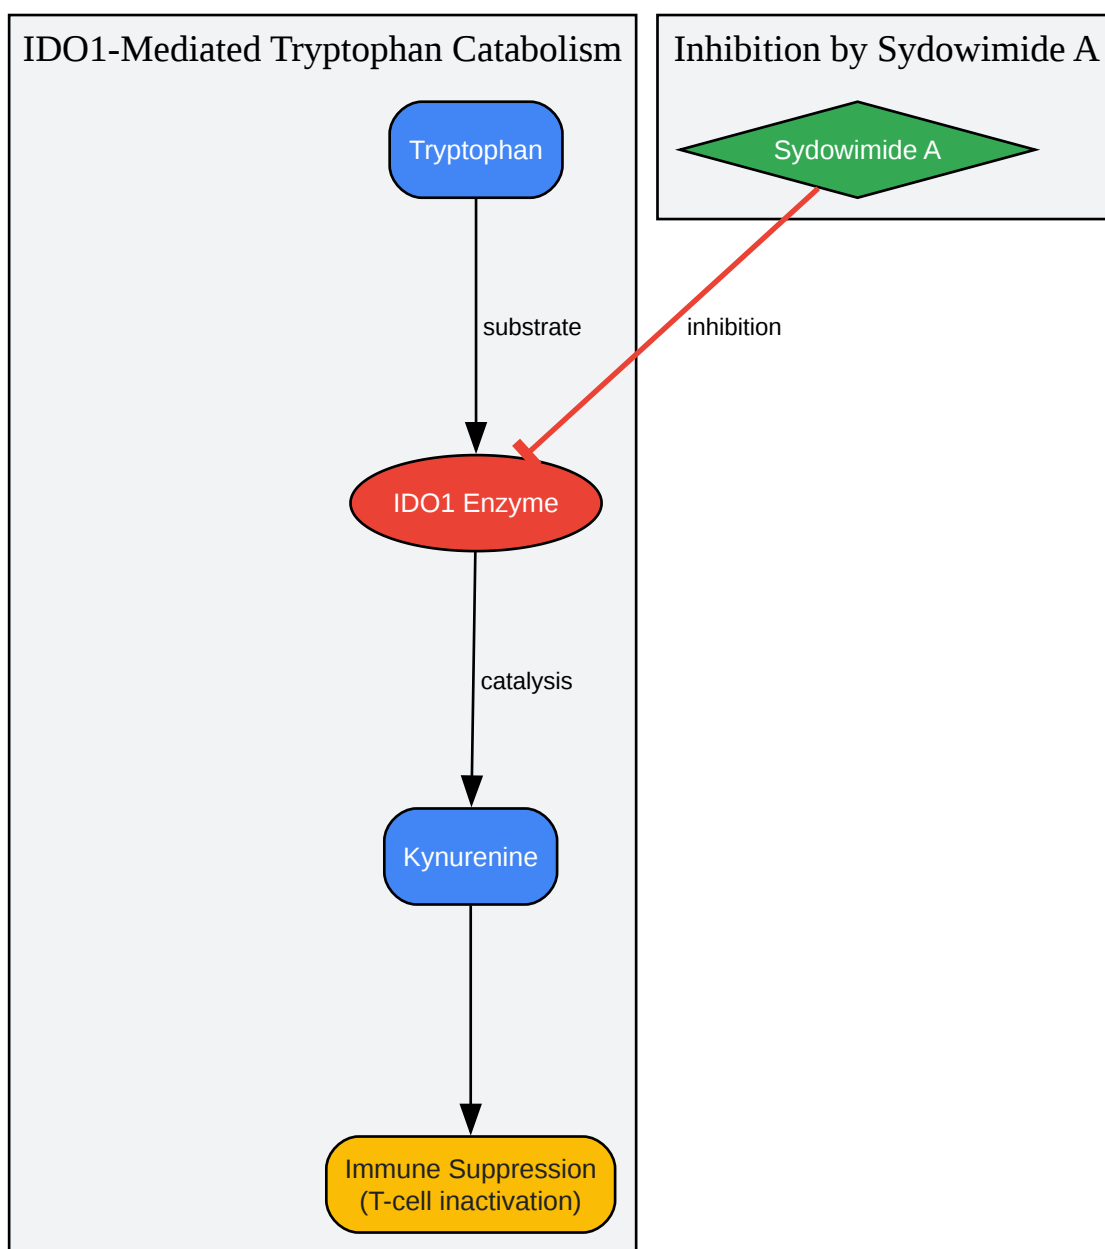 IDO1-Mediated Tryptophan Catabolism
Inhibition by Sydowimide A
Tryptophan
Sydowimide A
substrate
inhibition
IDO1 Enzyme
catalysis
Kynurenine
Immune Suppression
(T-cell inactivation)